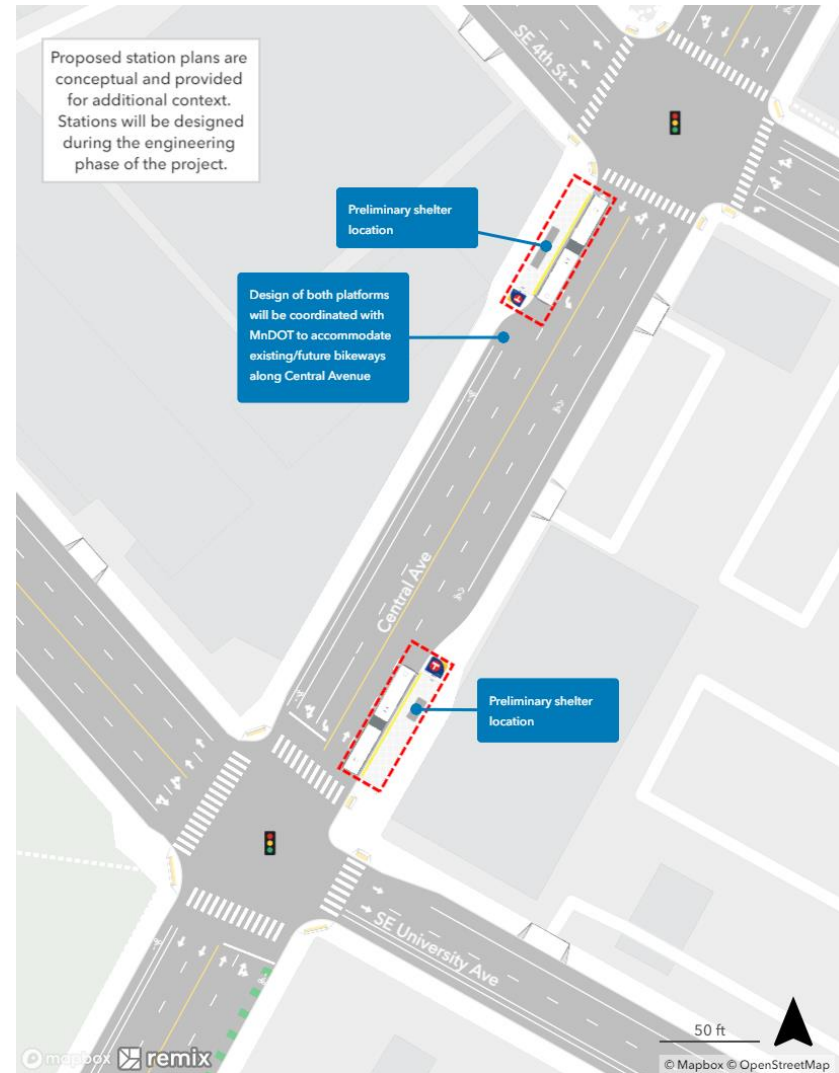 Proposed station plans are
conceptual and provided
for additional context.
Stations will be designed
during the engineering
phase of the project.
SE 4th St
Preliminary shelter
location
Design of both platforms
will be coordinated with
MnDOT to accommodate
existing/future bikeways
along Central Avenue
Central Ave
Preliminary shelter
location
SE University Ave
50 ft
mapbox remix
© Mapbox © OpenStreetMap